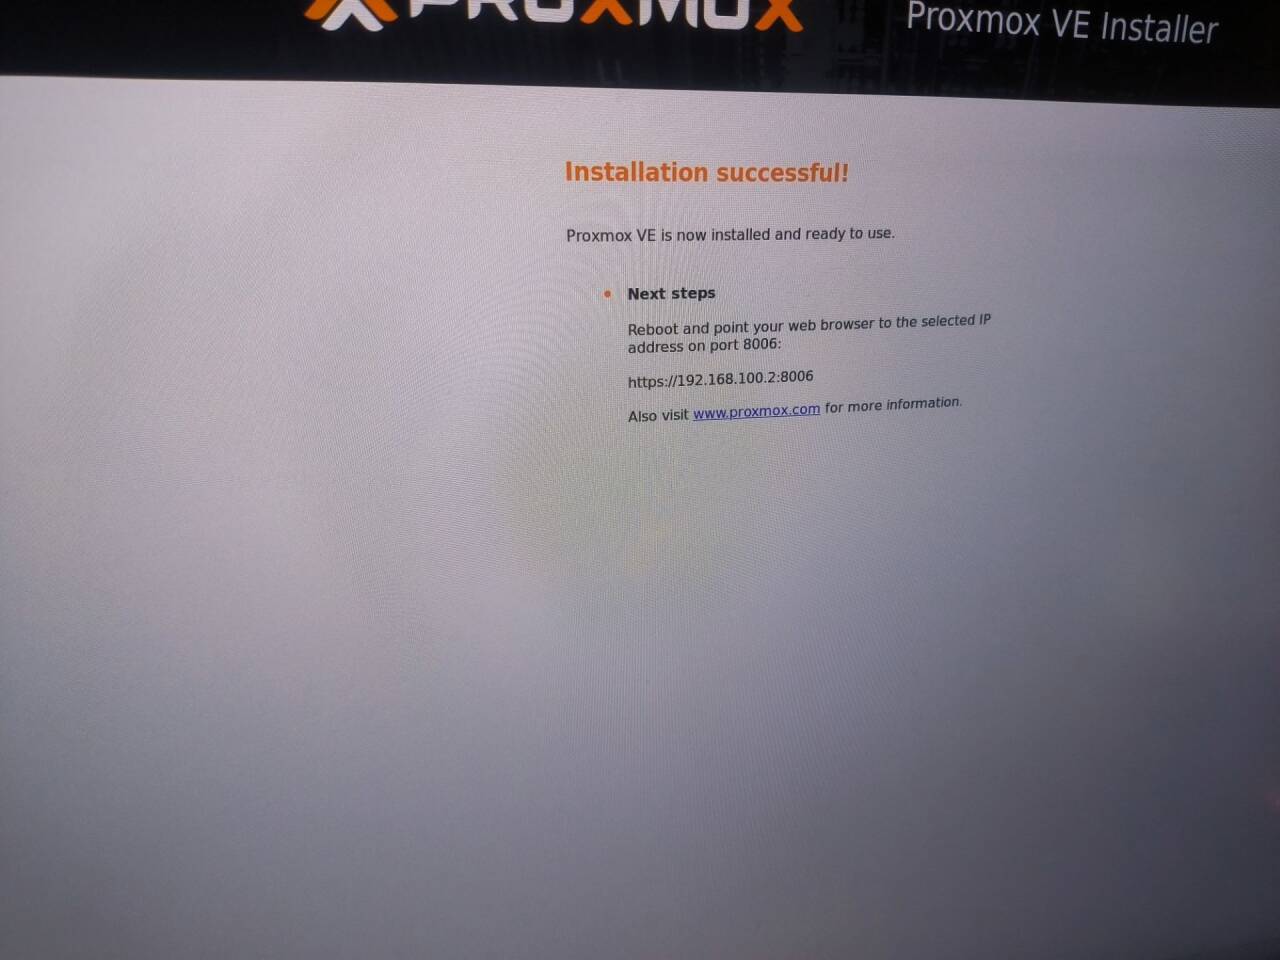 PROXMOX
Proxmox VE Installer
Installation successful!
Proxmox VE is now installed and ready to use.
Next steps
Reboot and point your web browser to the selected IP
address on port 8006:
https://192.168.100.2:8006
Also visit www.proxmox.com for more information.